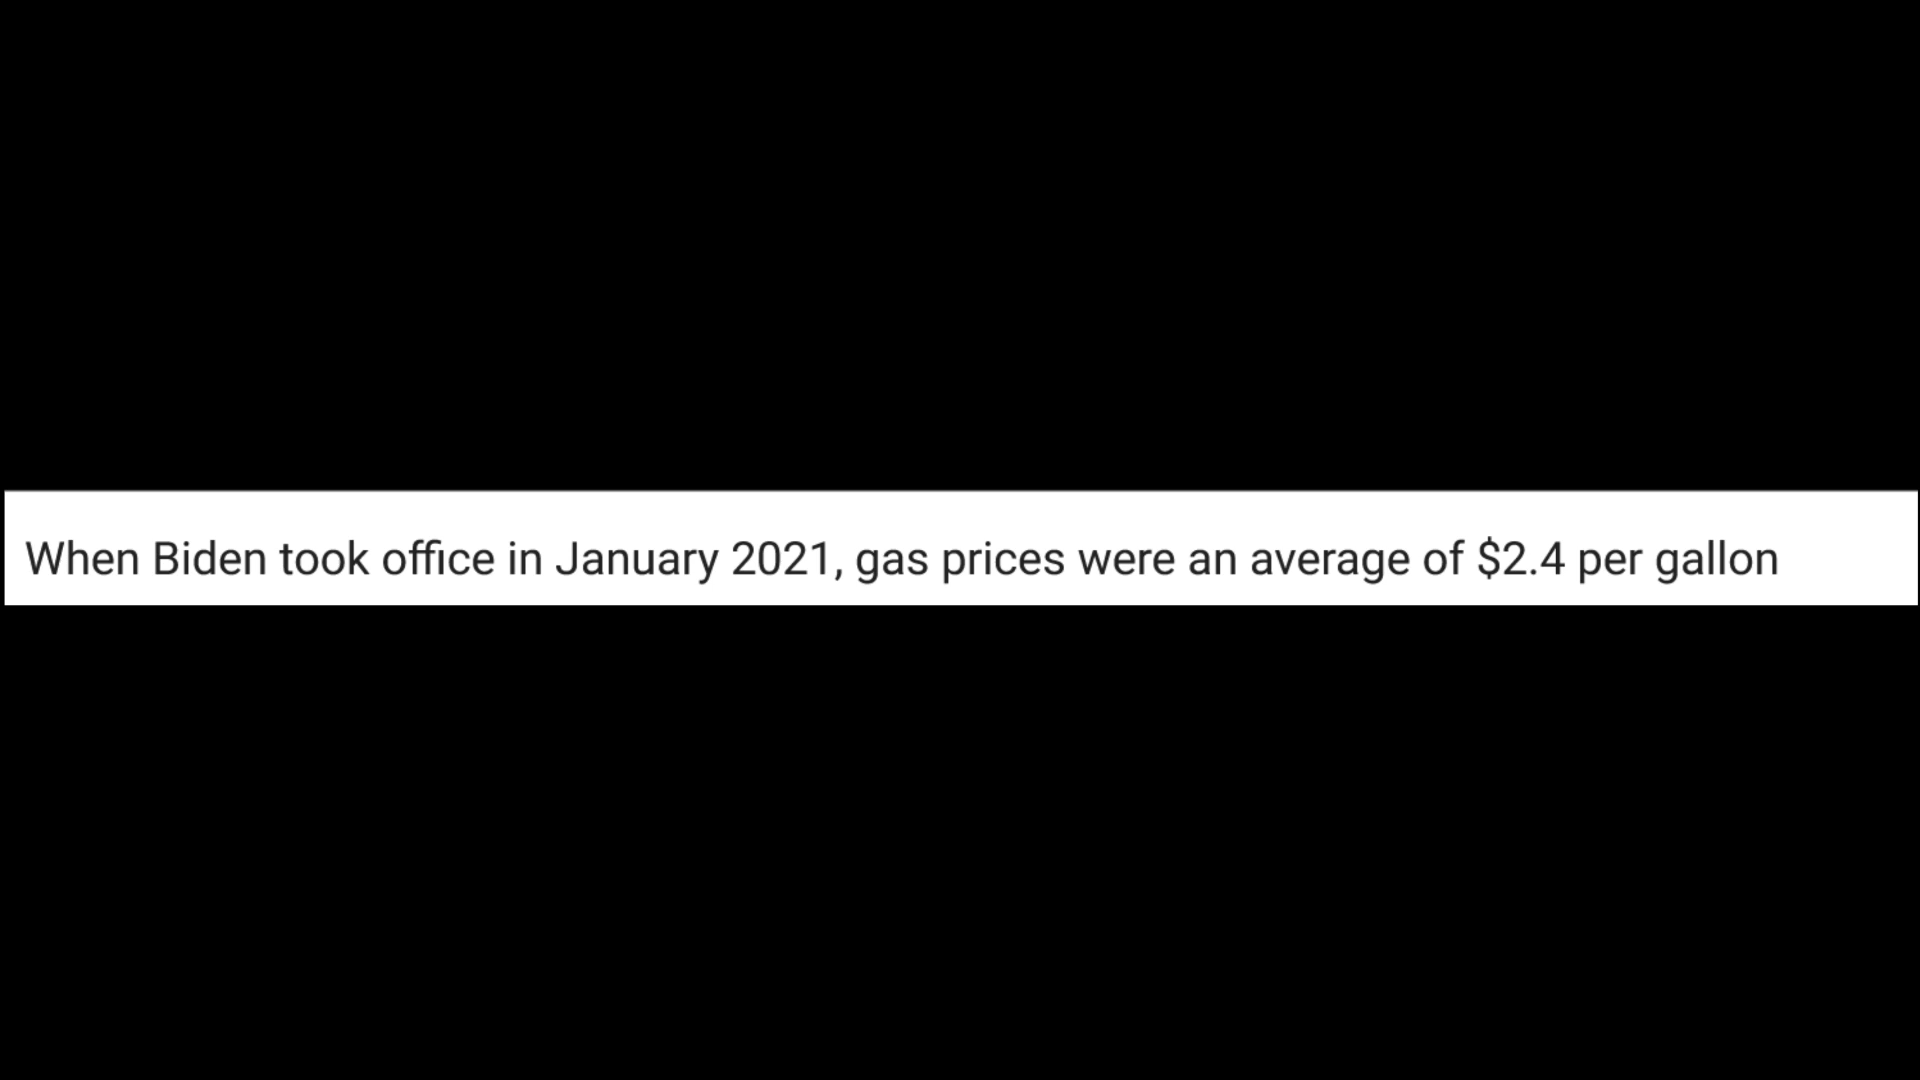 When Biden took office in January 2021, gas prices were an average of $2.4 per gallon